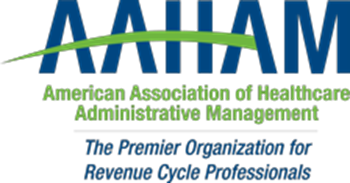 AAHAM
American Association of Healthcare
Administrative Management
The Premier Organization for
Revenue Cycle Professionals